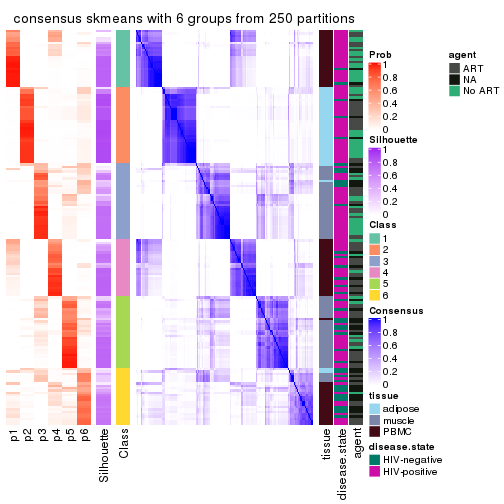 consensus skmeans with 6 groups from 250 partitions
p1
p2
p3
p4
p5
p6
Silhouette
Class
tissue
disease.state
agent
Prob
1
0.8
0.6
0.4
0.2
0
Silhouette
1
0.8
0.6
0.4
0.2
0
Class
1
2
3
4
5
6
Consensus
1
0.8
0.6
0.4
0.2
0
tissue
adipose
muscle
PBMC
disease.state
HIV-negative
HIV-positive
agent
ART
NA
No ART